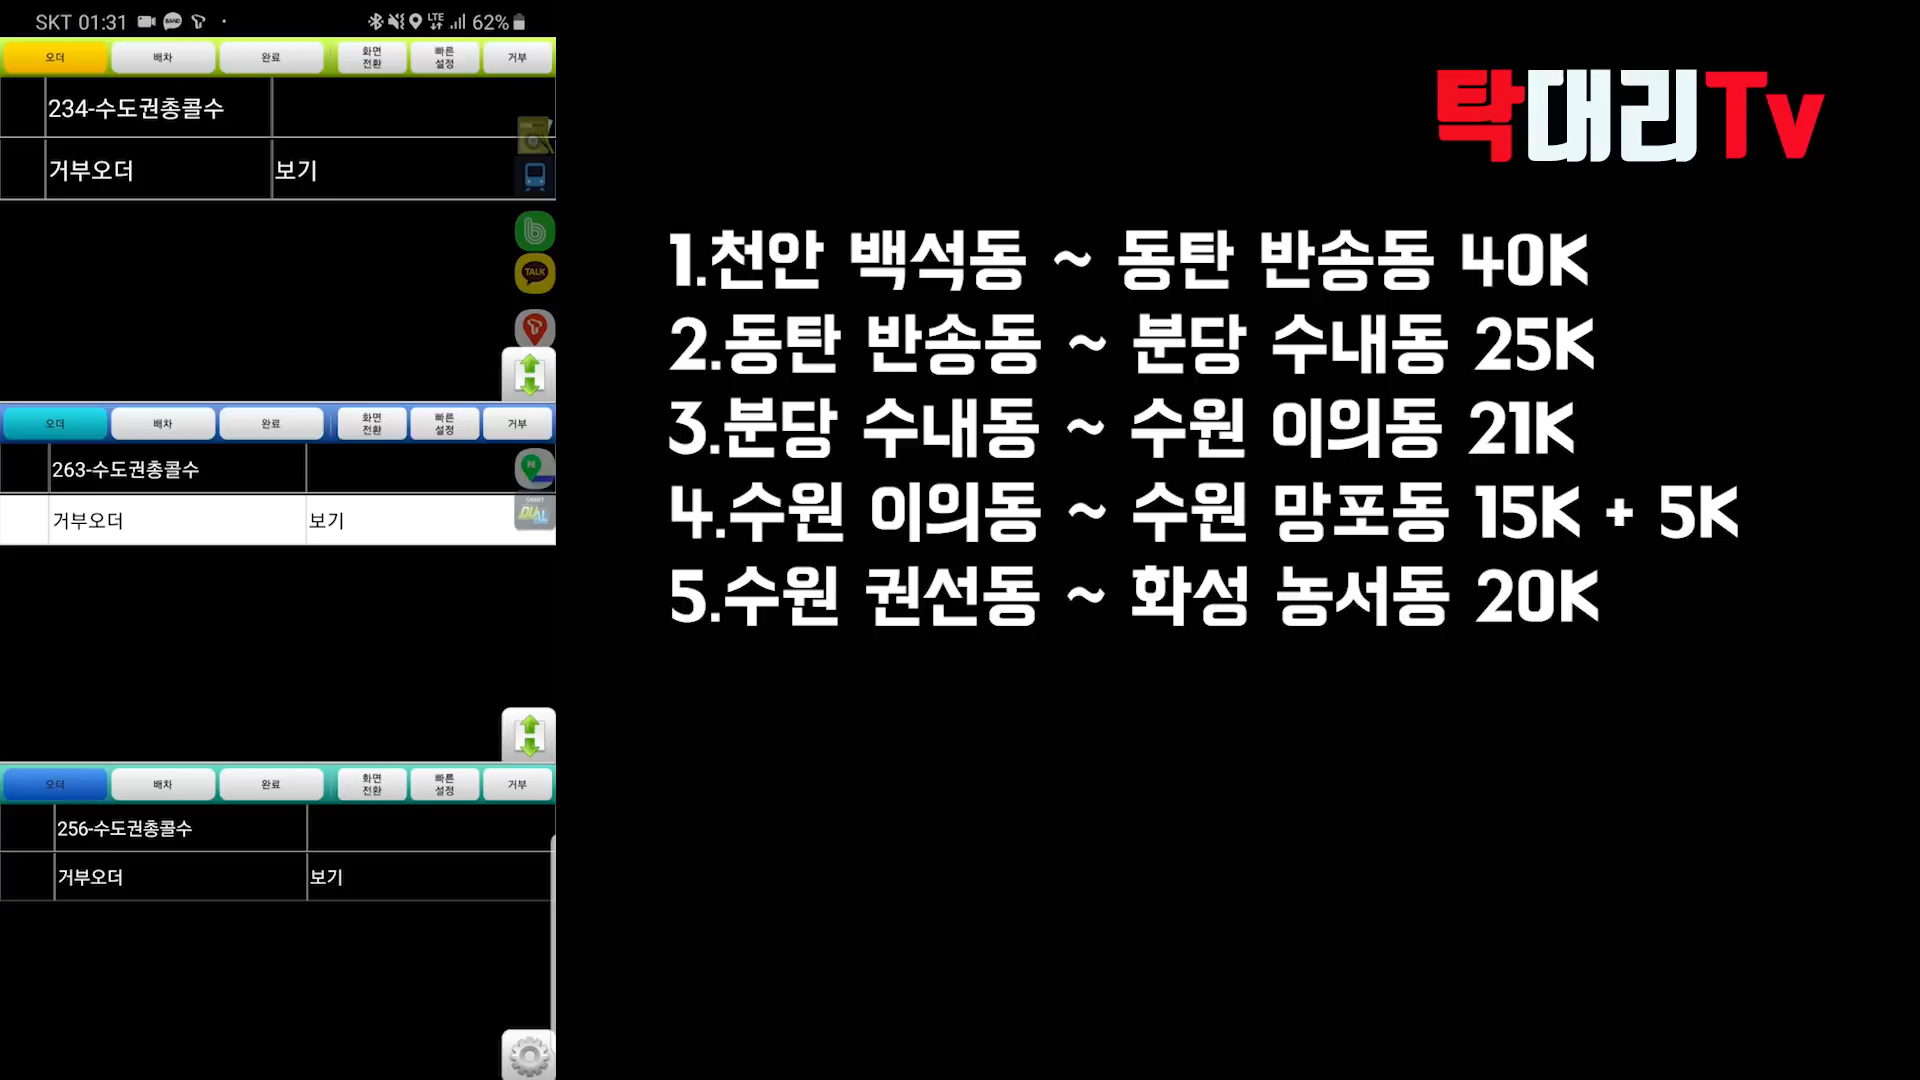 SKT 01:31 LTE 62%
오더 배차 완료 화면 전환 빠른 설정 거부
234-수도권총콜수
거부오더 보기
TALK
오더 배차 완료 화면 전환 빠른 설정 거부
263-수도권총콜수
거부오더 보기
SMART
DUAL
오더 배차 완료 화면 전환 빠른 설정 거부
256-수도권총콜수
거부오더 보기
탁대리Tv
1.천안 백석동 ~ 동탄 반송동 40K
2.동탄 반송동 ~ 분당 수내동 25K
3.분당 수내동 ~ 수원 이의동 21K
4.수원 이의동 ~ 수원 망포동 15K + 5K
5.수원 권선동 ~ 화성 농서동 20K